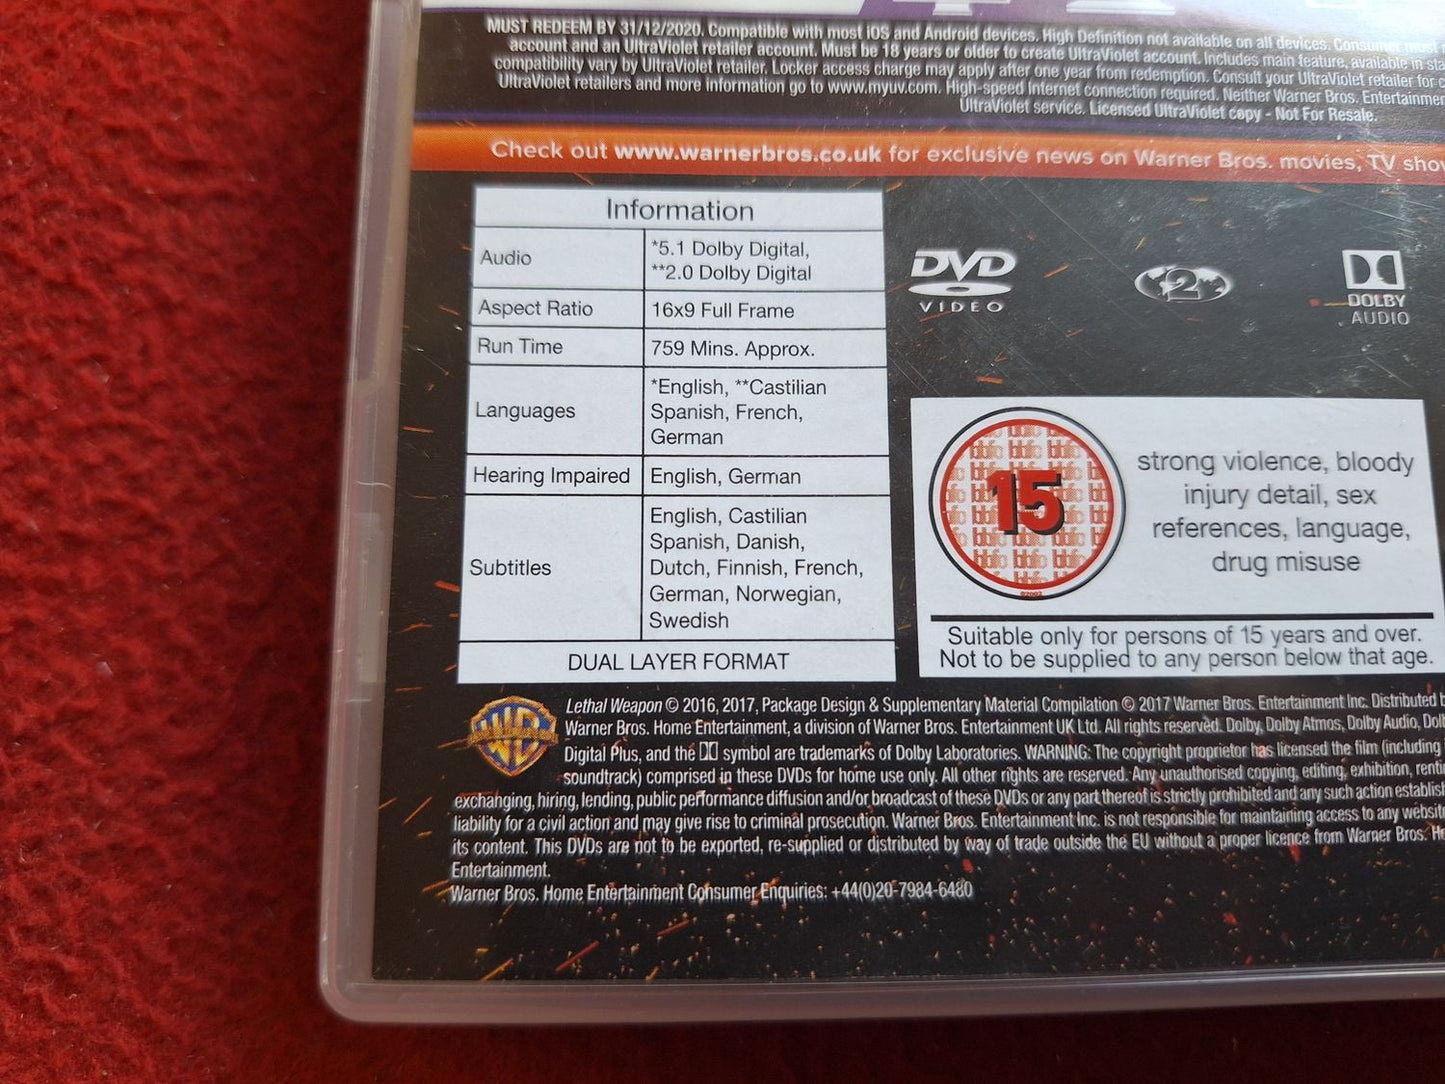 MUST REDEEM BY 31/12/2020. Compatible with most iOS and Android devices. High Definition not available on all devices. Consumer must
account and an UltraViolet retailer account. Must be 18 years or older to create UltraViolet account. Includes main feature, available in
compatibility vary by UltraViolet retailer. Locker access charge may apply after one year from redemption. Consult your UltraViolet retailer for
UltraViolet retailers and more information go to www.myuv.com. High-speed Internet connection required. Neither Warner Bros. Entertainment
UltraViolet service. Licensed UltraViolet copy - Not For Resale.
Check out www.warnerbros.co.uk for exclusive news on Warner Bros. movies, TV
Information
Audio
*5.1 Dolby Digital,
**2.0 Dolby Digital
Aspect Ratio
16x9 Full Frame
Run Time
759 Mins. Approx.
Languages
*English, **Castilian
Spanish, French,
German
Hearing Impaired
English, German
Subtitles
English, Castilian
Spanish, Danish,
Dutch, Finnish, French,
German, Norwegian,
Swedish
DUAL LAYER FORMAT
DVD
VIDEO
2
DOLBY
AUDIO
15
strong violence, bloody
injury detail, sex
references, language,
drug misuse
Suitable only for persons of 15 years and over.
Not to be supplied to any person below that age.
Lethal Weapon © 2016, 2017, Package Design & Supplementary Material Compilation © 2017 Warner Bros. Entertainment Inc. Distributed
Warner Bros. Home Entertainment, a division of Warner Bros. Entertainment UK Ltd. All rights reserved. Dolby, Dolby Atmos, Dolby Audio,
Digital Plus, and the symbol are trademarks of Dolby Laboratories. WARNING: The copyright proprietor has licensed the film (including
soundtrack) comprised in these DVDs for home use only. All other rights are reserved. Any unauthorised copying, editing, exhibition,
exchanging, hiring, lending, public performance diffusion and/or broadcast of these DVDs or any part thereof is strictly prohibited and any such action
liability for a civil action and may give rise to criminal prosecution. Warner Bros. Entertainment Inc. is not responsible for maintaining access to any
its content. This DVDs are not to be exported, re-supplied or distributed by way of trade outside the EU without a proper licence from Warner Bros.
Entertainment.
Warner Bros. Home Entertainment Consumer Enquiries: +44(0)20-7984-6480